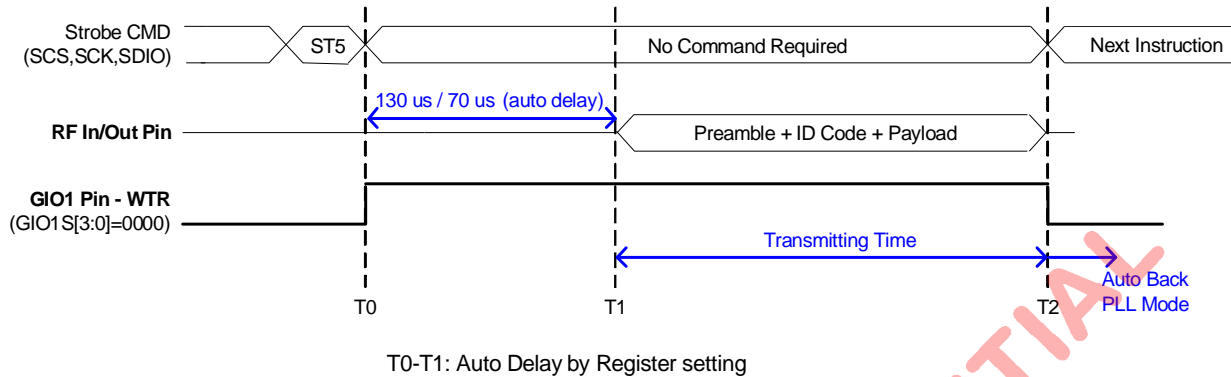 Strobe CMD
(SCS,SCK,SDIO)
ST5
No Command Required
Next Instruction
130 us / 70 us (auto delay)
RF In/Out Pin
Preamble + ID Code + Payload
GIO1 Pin - WTR
(GIO1S[3:0]=0000)
Transmitting Time
Auto Back
PLL Mode
T0
T1
T2
T0-T1: Auto Delay by Register setting
TIAL